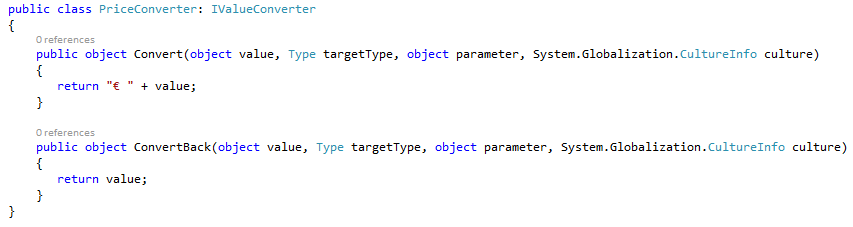 public class PriceConverter: IValueConverter
{
0 references
public object Convert(object value, Type targetType, object parameter, System.Globalization.CultureInfo culture)
{
return "€ " + value;
}
0 references
public object ConvertBack(object value, Type targetType, object parameter, System.Globalization.CultureInfo culture)
{
return value;
}
}